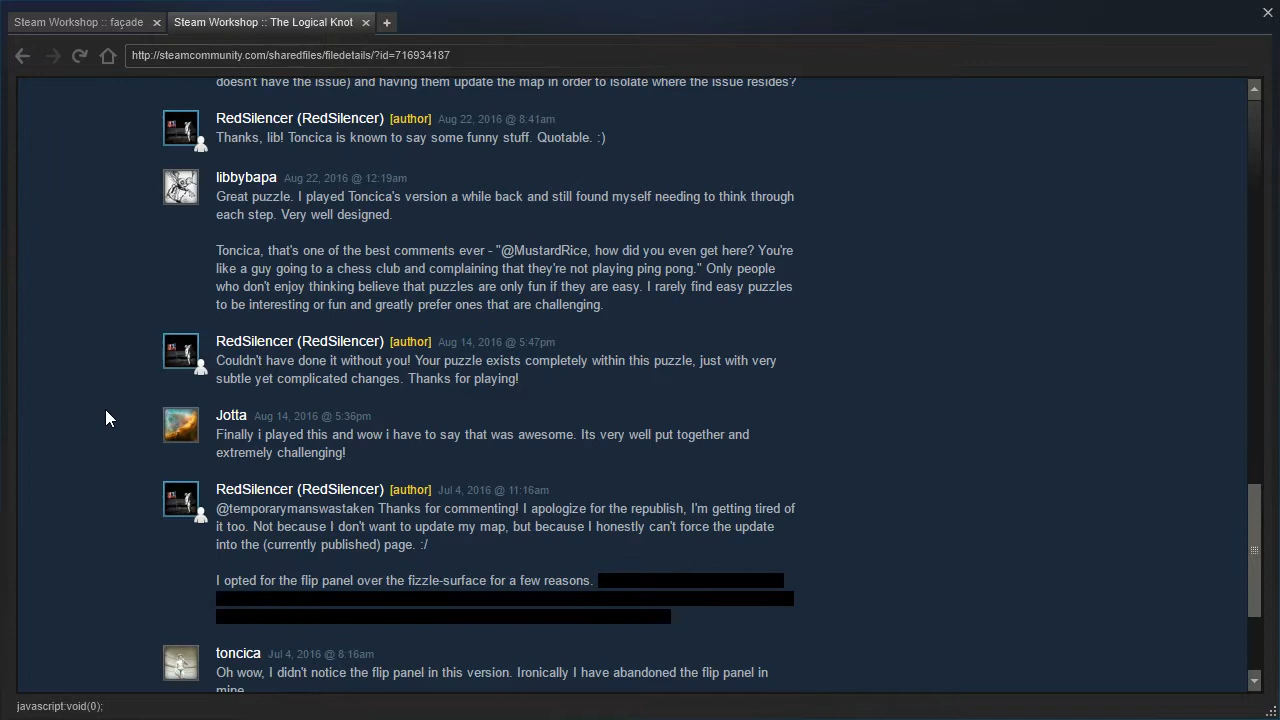 Steam Workshop :: façade
Steam Workshop :: The Logical Knot
http://steamcommunity.com/sharedfiles/filedetails/?id=716934187
doesn't have the issue) and having them update the map in order to isolate where the issue resides?
RedSilencer (RedSilencer) [author] Aug 22, 2016 @ 8:41am
Thanks, lib! Toncica is known to say some funny stuff. Quotable. :)
libbybapa Aug 22, 2016 @ 12:19am
Great puzzle. I played Toncica's version a while back and still found myself needing to think through
each step. Very well designed.
Toncica, that's one of the best comments ever - "@MustardRice, how did you even get here? You're
like a guy going to a chess club and complaining that they're not playing ping pong." Only people
who don't enjoy thinking believe that puzzles are only fun if they are easy. I rarely find easy puzzles
to be interesting or fun and greatly prefer ones that are challenging.
RedSilencer (RedSilencer) [author] Aug 14, 2016 @ 5:47pm
Couldn't have done it without you! Your puzzle exists completely within this puzzle, just with very
subtle yet complicated changes. Thanks for playing!
Jotta Aug 14, 2016 @ 5:36pm
Finally i played this and wow i have to say that was awesome. Its very well put together and
extremely challenging!
RedSilencer (RedSilencer) [author] Jul 4, 2016 @ 11:16am
@temporarymanswastaken Thanks for commenting! I apologize for the republish, I'm getting tired of
it too. Not because I don't want to update my map, but because I honestly can't force the update
into the (currently published) page. :/
I opted for the flip panel over the fizzle-surface for a few reasons.
toncica Jul 4, 2016 @ 8:16am
Oh wow, I didn't notice the flip panel in this version. Ironically I have abandoned the flip panel in
mine
javascript:void(0);